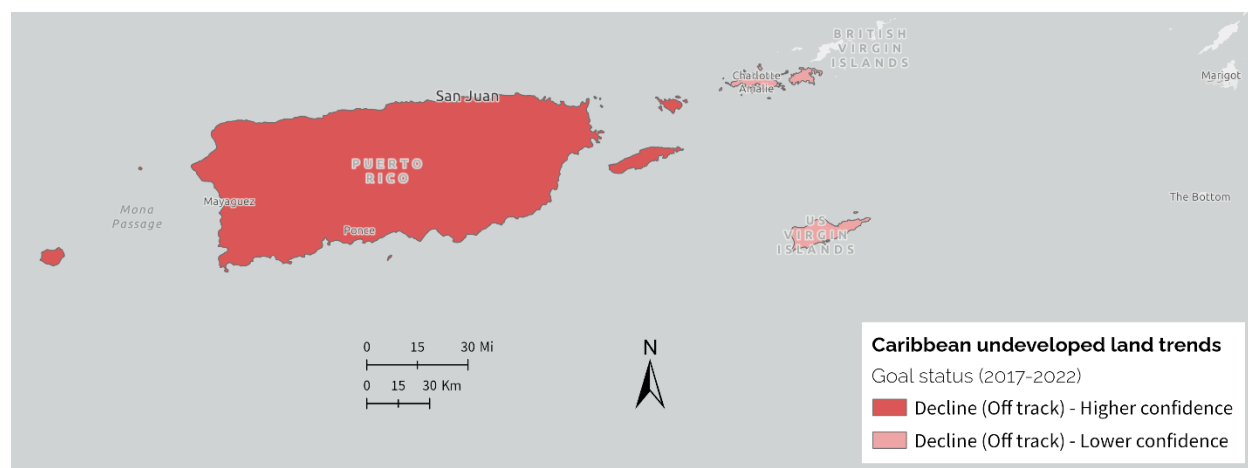 BRITISH
VIRGIN
ISLANDS
Charlotte
Amalie
Marigot
San Juan
PUERTO
RICO
Mayaguez
Mona
Passage
Ponce
The Bottom
US
VIRGIN
ISLANDS
0 15 30 Mi
0 15 30 Km
N
Caribbean undeveloped land trends
Goal status (2017-2022)
Decline (Off track) - Higher confidence
Decline (Off track) - Lower confidence